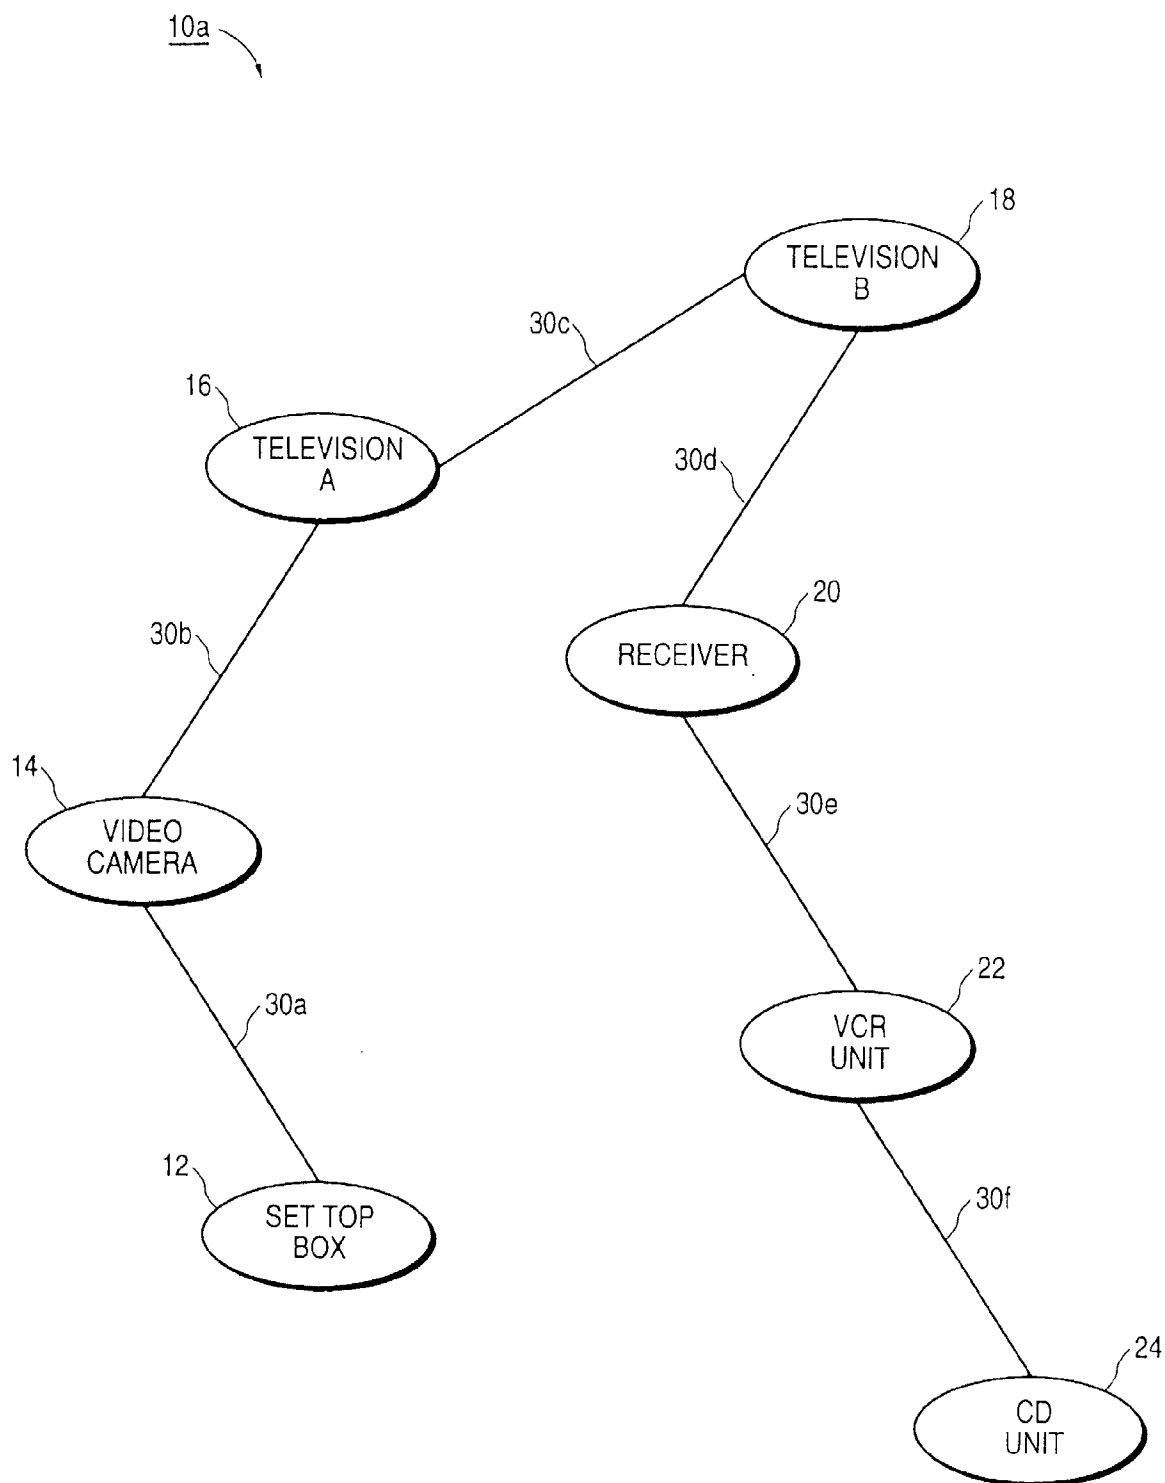 10a
18
TELEVISION
B
30c
16
TELEVISION
A
30d
20
RECEIVER
30b
14
VIDEO
CAMERA
30e
22
VCR
UNIT
30a
12
SET TOP
BOX
30f
24
CD
UNIT